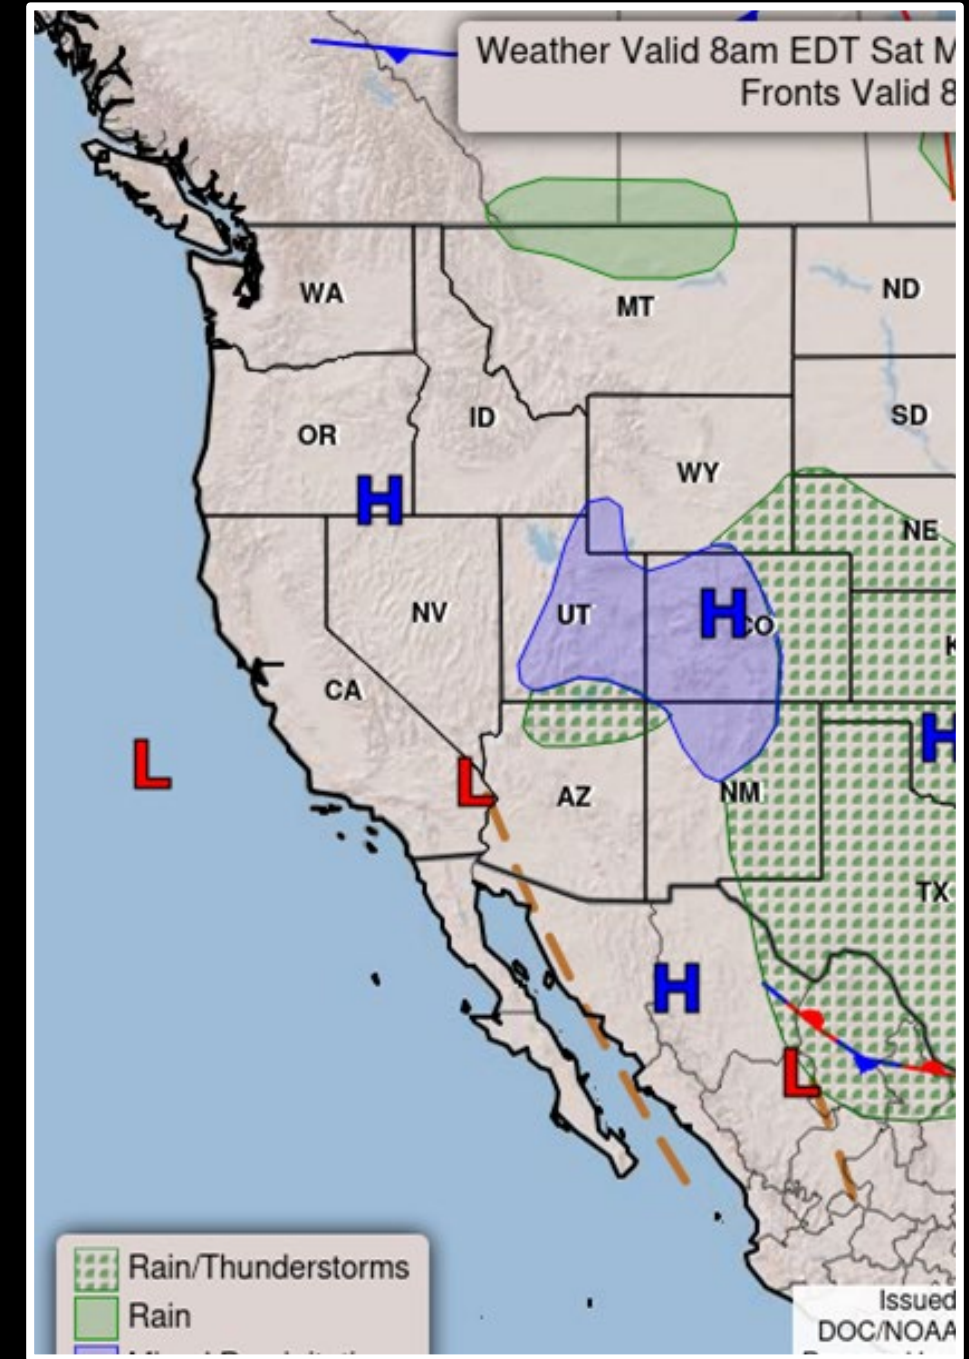 Weather Valid 8am EDT Sat M
Fronts Valid 8
WA
MT
ND
OR
ID
SD
WY
NE
NV
UT
H
H
CO
K
CA
H
L
L
AZ
NM
TX
H
L
Rain/Thunderstorms
Rain
Issued
DOC/NOAA